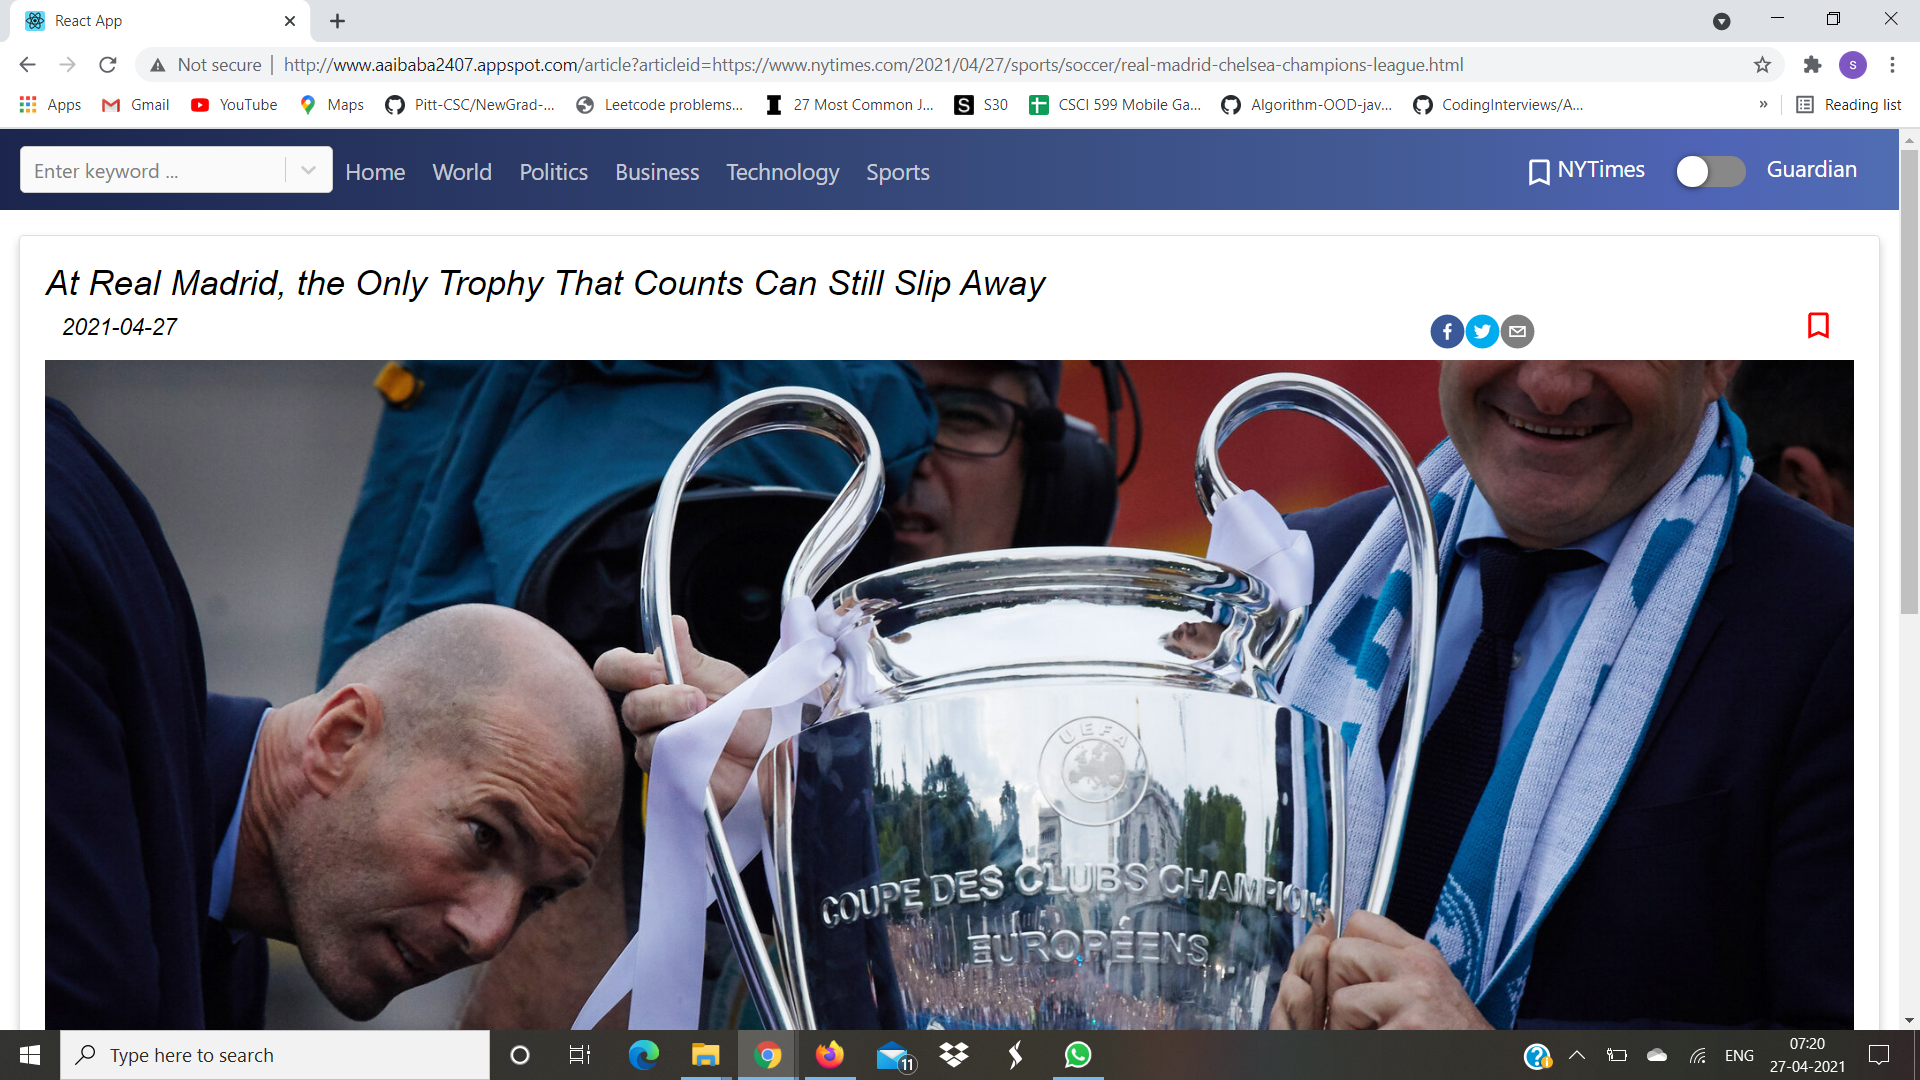 React App
Not secure
http://www.aaibaba2407.appspot.com/article?articleid=https://www.nytimes.com/2021/04/27/sports/soccer/real-madrid-chelsea-champions-league.html
S
Apps
Gmail
YouTube
Maps
Pitt-CSC/NewGrad-...
Leetcode problems...
27 Most Common J...
S
S30
CSCI 599 Mobile Ga...
Algorithm-OOD-jav...
CodingInterviews/A...
»
Reading list
Enter keyword ...
Home
World
Politics
Business
Technology
Sports
NYTimes
Guardian
At Real Madrid, the Only Trophy That Counts Can Still Slip Away
2021-04-27
UEFA
COUPE DES CLUBS CHAMPION
EUROPÉENS
Type here to search
11
ENG
07:20
27-04-2021